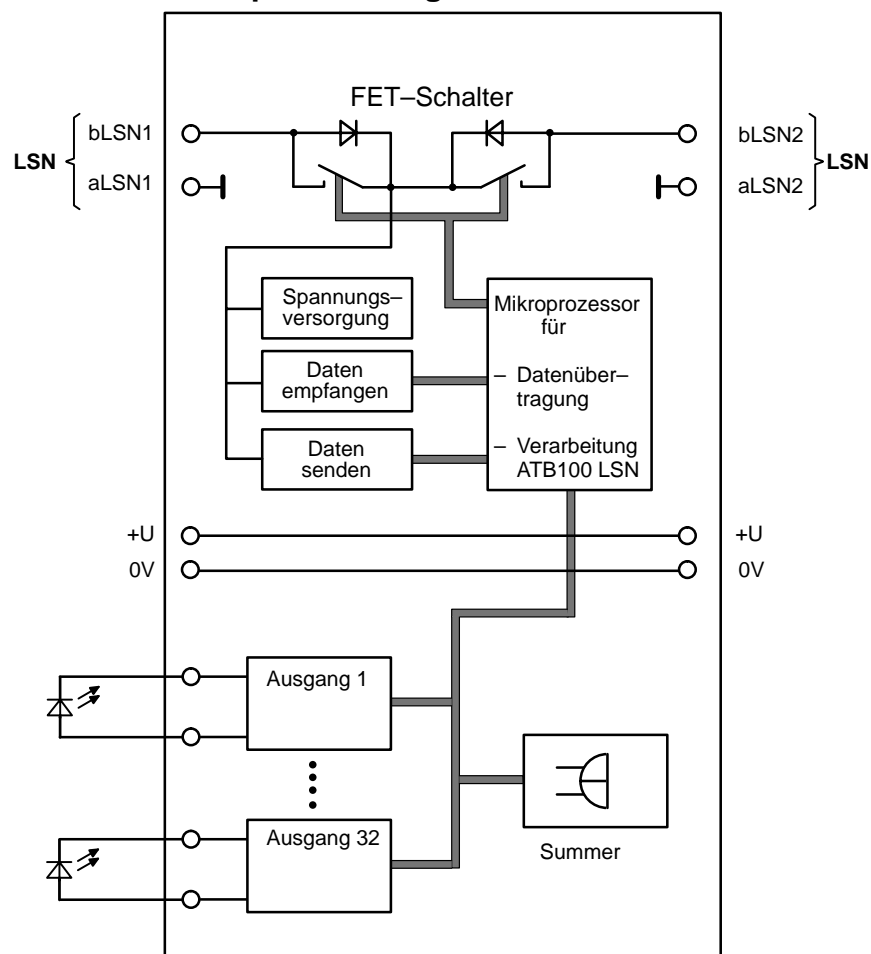 FET–Schalter
bLSN1
bLSN2
LSN
LSN
aLSN1
aLSN2
Spannungs–
versorgung
Mikroprozessor
für
Daten
empfangen
– Datenüber–
tragung
Daten
senden
– Verarbeitung
ATB100 LSN
+U
+U
0V
0V
Ausgang 1
Ausgang 32
Summer